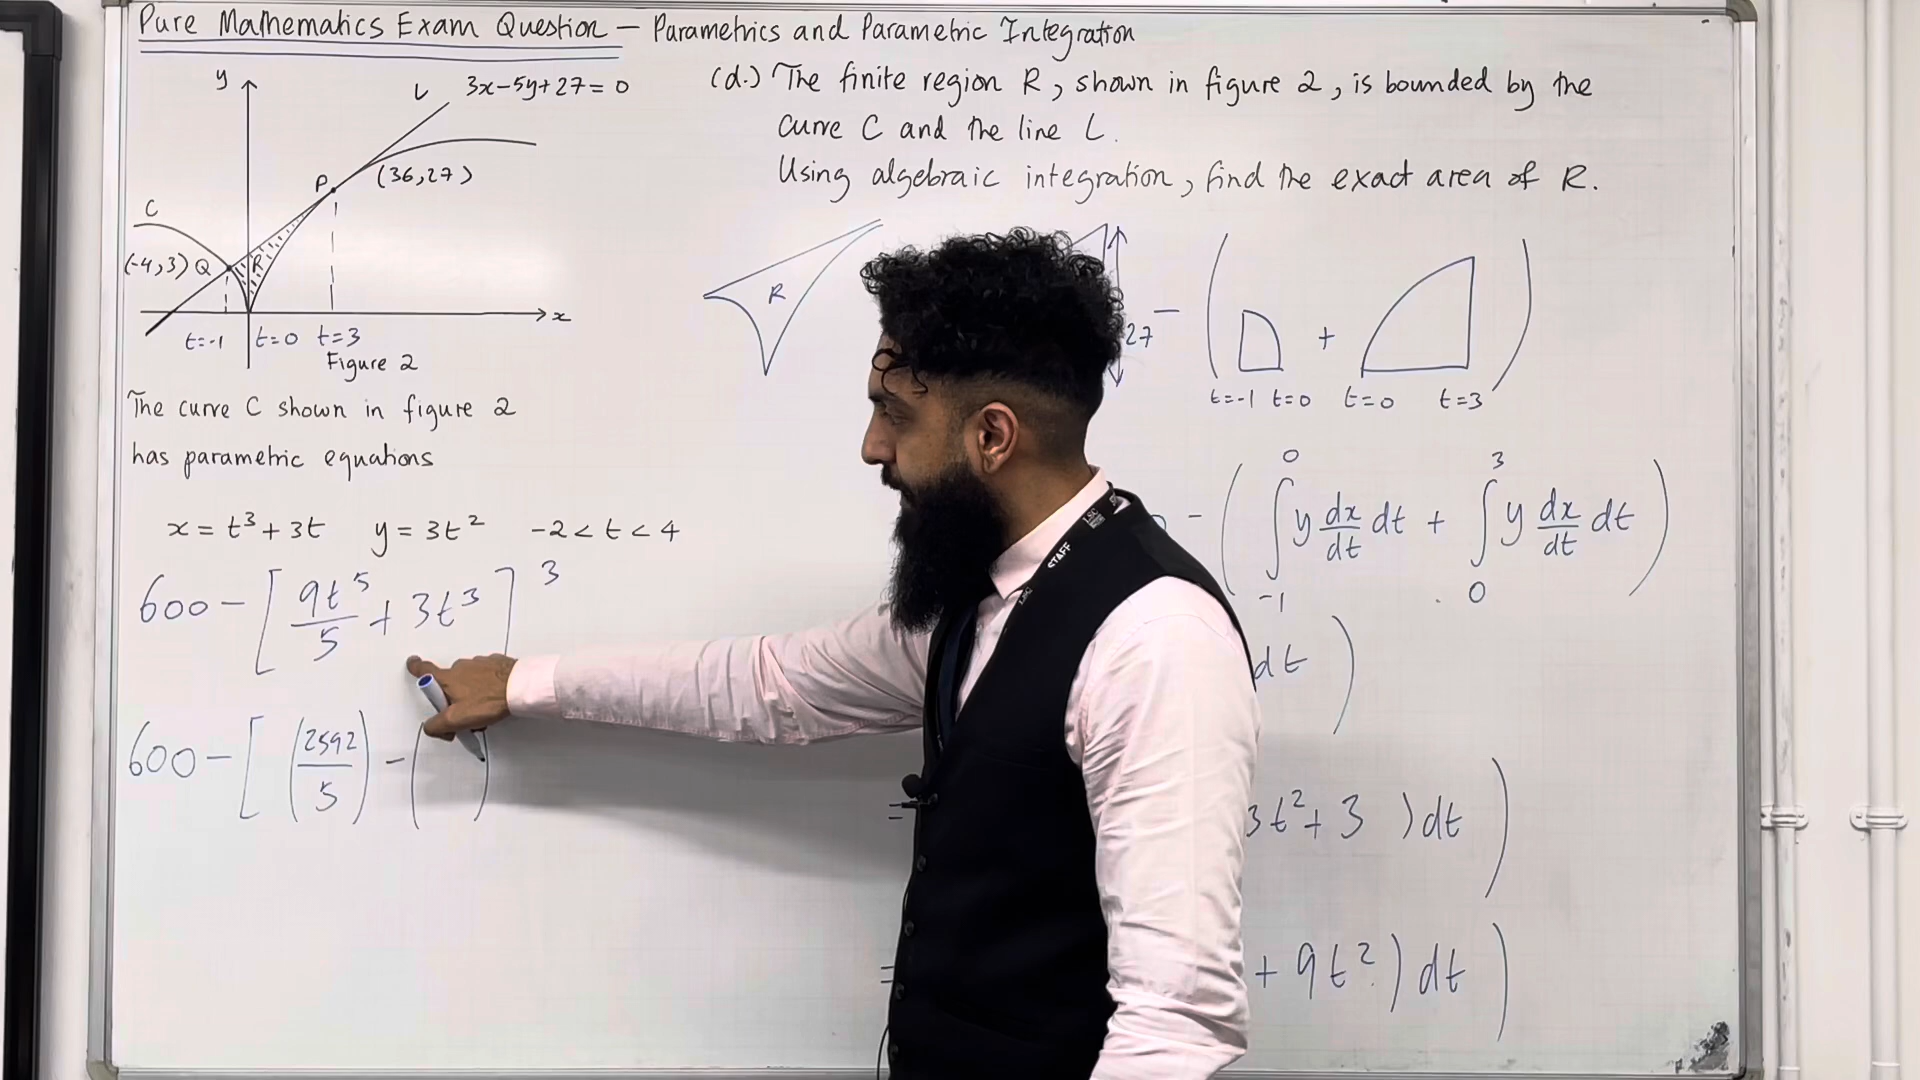 Pure Mathematics Exam Question – Parametrics and Parametric Integration
y
L 3x-5y+27=0
P (36,27)
C
(-4,3) Q R
x
t=-1 t=0 t=3
Figure 2
The curve C shown in figure 2
has parametric equations
x = t³+3t y = 3t² -2<t<4
600 – [ 9t⁵/5 + 3t³ ] 3
600 – [ (2592/5) – ( )
(d.) The finite region R, shown in figure 2, is bounded by the
curve C and the line L.
Using algebraic integration, find the exact area of R.
R 27 – ( + )
t=-1 t=0 t=0 t=3
– ( ∫ y dx/dt dt + ∫ y dx/dt dt )
0 3
-1 0
dt )
= 3t²+3 ) dt )
= + 9t² ) dt )
LSC
STAFF